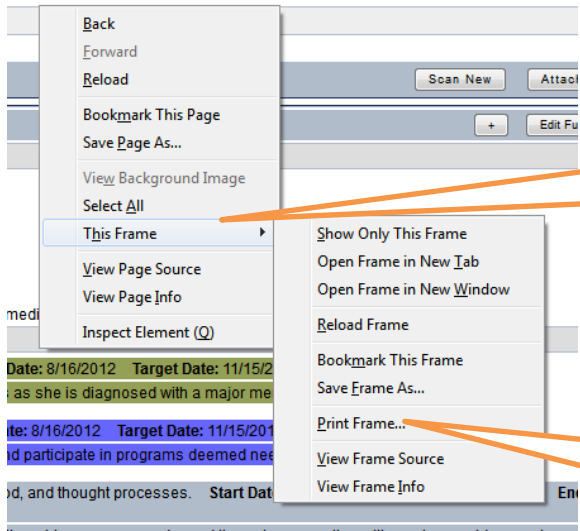 Back
Forward
Reload
Scan New Attach
Bookmark This Page
+ Edit Fu
Save Page As...
View Background Image
Select All
This Frame
Show Only This Frame
Open Frame in New Tab
View Page Source
Open Frame in New Window
View Page Info
medi
Reload Frame
Inspect Element (Q)
Bookmark This Frame
Date: 8/16/2012 Target Date: 11/15/2
as she is diagnosed with a major me
Save Frame As...
Print Frame...
ate: 8/16/2012 Target Date: 11/15/201
nd participate in programs deemed nee
View Frame Source
View Frame Info
od, and thought processes. Start Dat
En